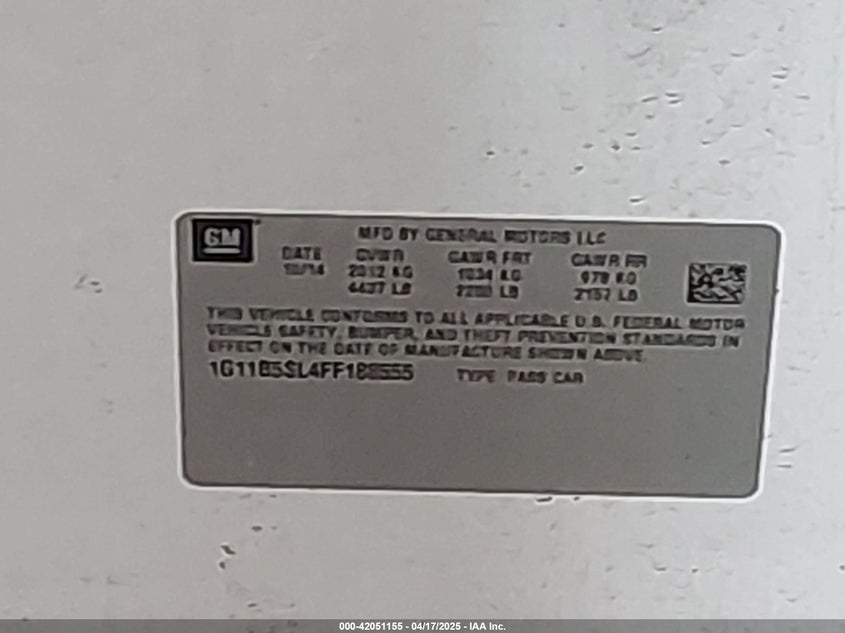 GM
MFD BY GENERAL MOTORS LLC
DATE GVWR GAWR FRT GAWR RR
10/14 2012 KG 1034 KG 978 KG
4437 LB 2280 LB 2157 LB
THIS VEHICLE CONFORMS TO ALL APPLICABLE U.S. FEDERAL MOTOR
VEHICLE SAFETY, BUMPER, AND THEFT PREVENTION STANDARDS IN
EFFECT ON THE DATE OF MANUFACTURE SHOWN ABOVE.
TYPE PASS CAR
000-42051155 - 04/17/2025 - IAA Inc.